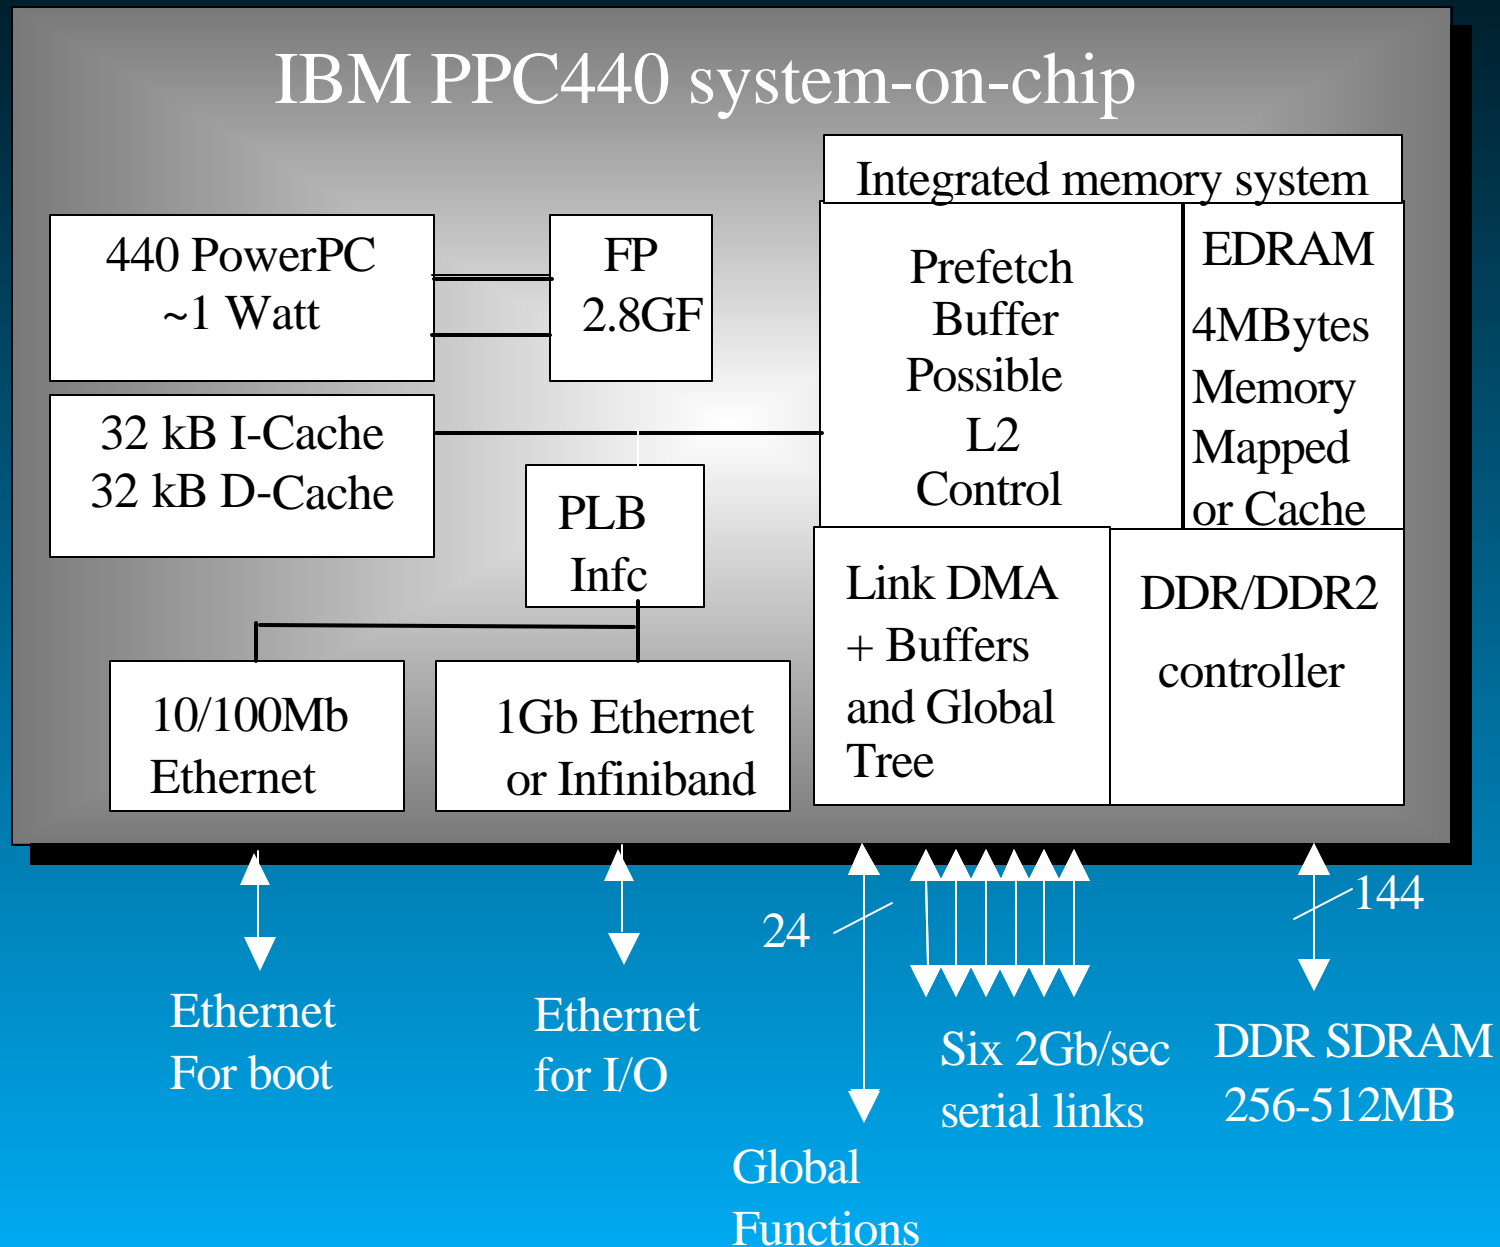 IBM PPC440 system-on-chip
440 PowerPC
~1 Watt
FP
2.8GF
32 kB I-Cache
32 kB D-Cache
PLB
Infc
10/100Mb
Ethernet
1Gb Ethernet
or Infiniband
Integrated memory system
Prefetch
Buffer
Possible
L2
Control
EDRAM
4MBytes
Memory
Mapped
or Cache
Link DMA
+ Buffers
and Global
Tree
DDR/DDR2
controller
24
144
Ethernet
For boot
Ethernet
for I/O
Global
Functions
Six 2Gb/sec
serial links
DDR SDRAM
256-512MB